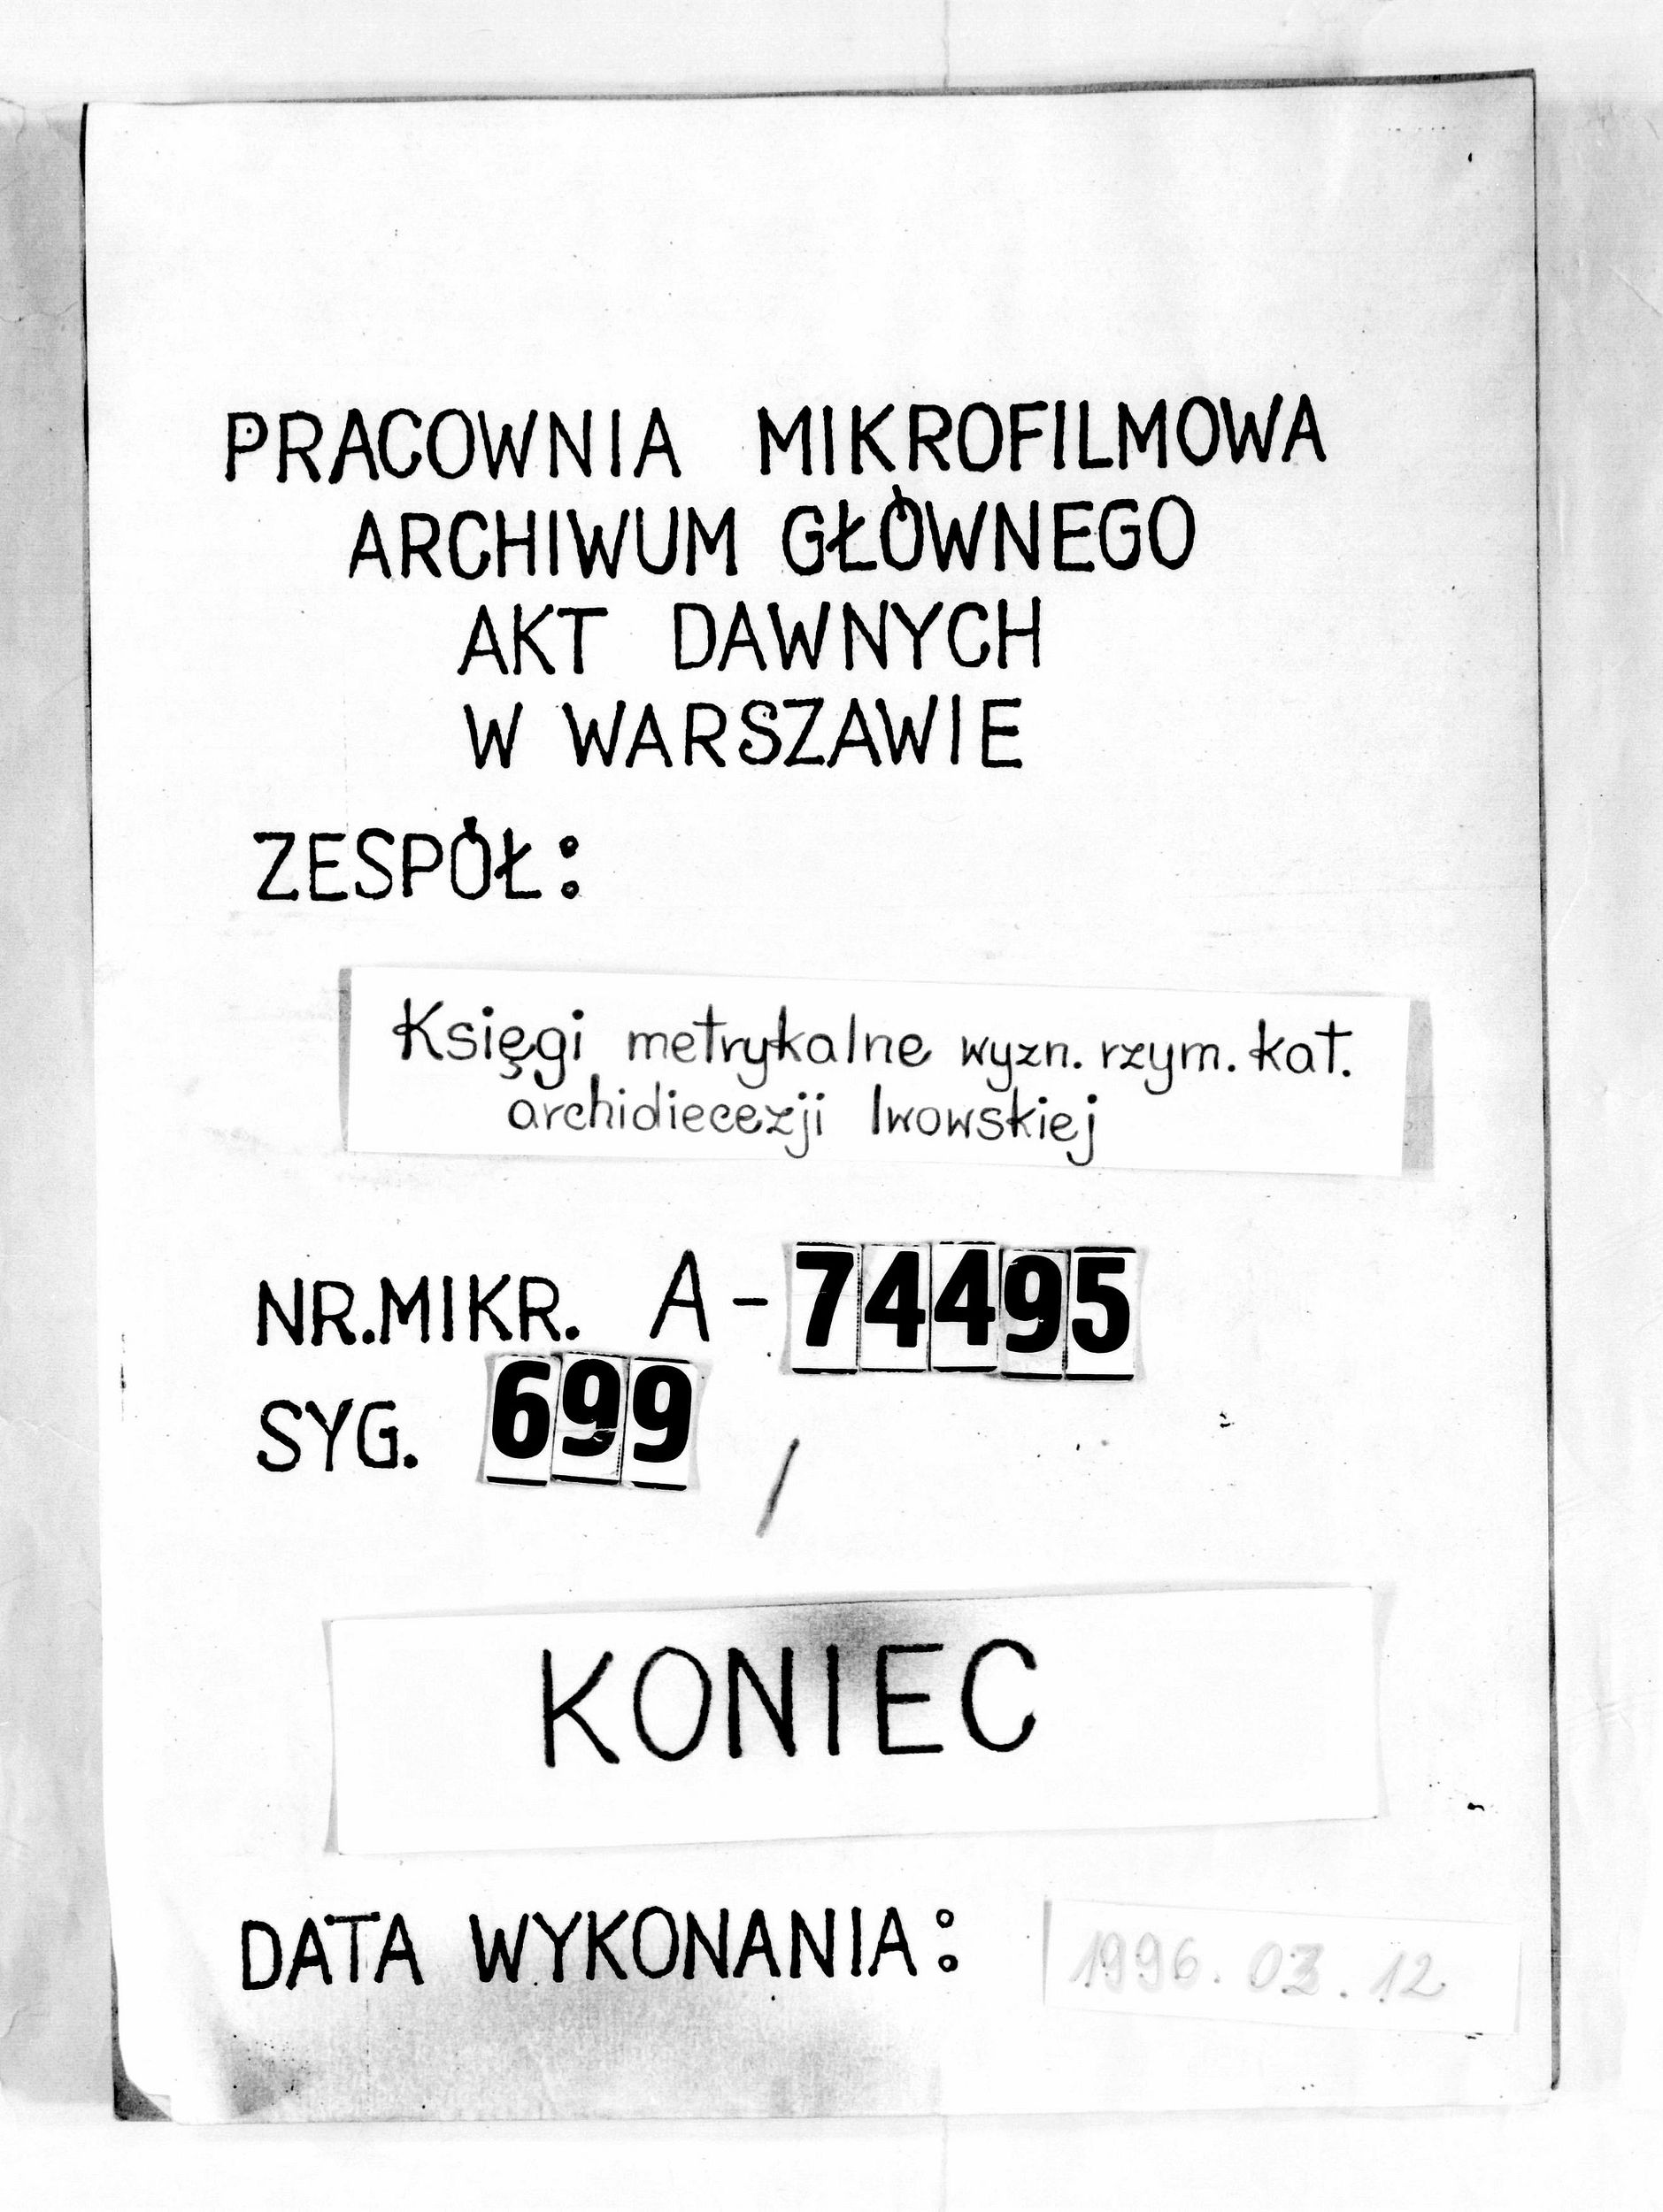 PRACOWNIA MIKROFILMOWA
ARCHIWUM GŁÓWNEGO
AKT DAWNYCH
W WARSZAWIE
ZESPÓŁ:
Księgi metrykalne wyzn. rzym. kat.
archidiecezji lwowskiej
NR. MIKR. A-74495
SYG. 699 /
KONIEC
DATA WYKONANIA: 1996. 03. 12